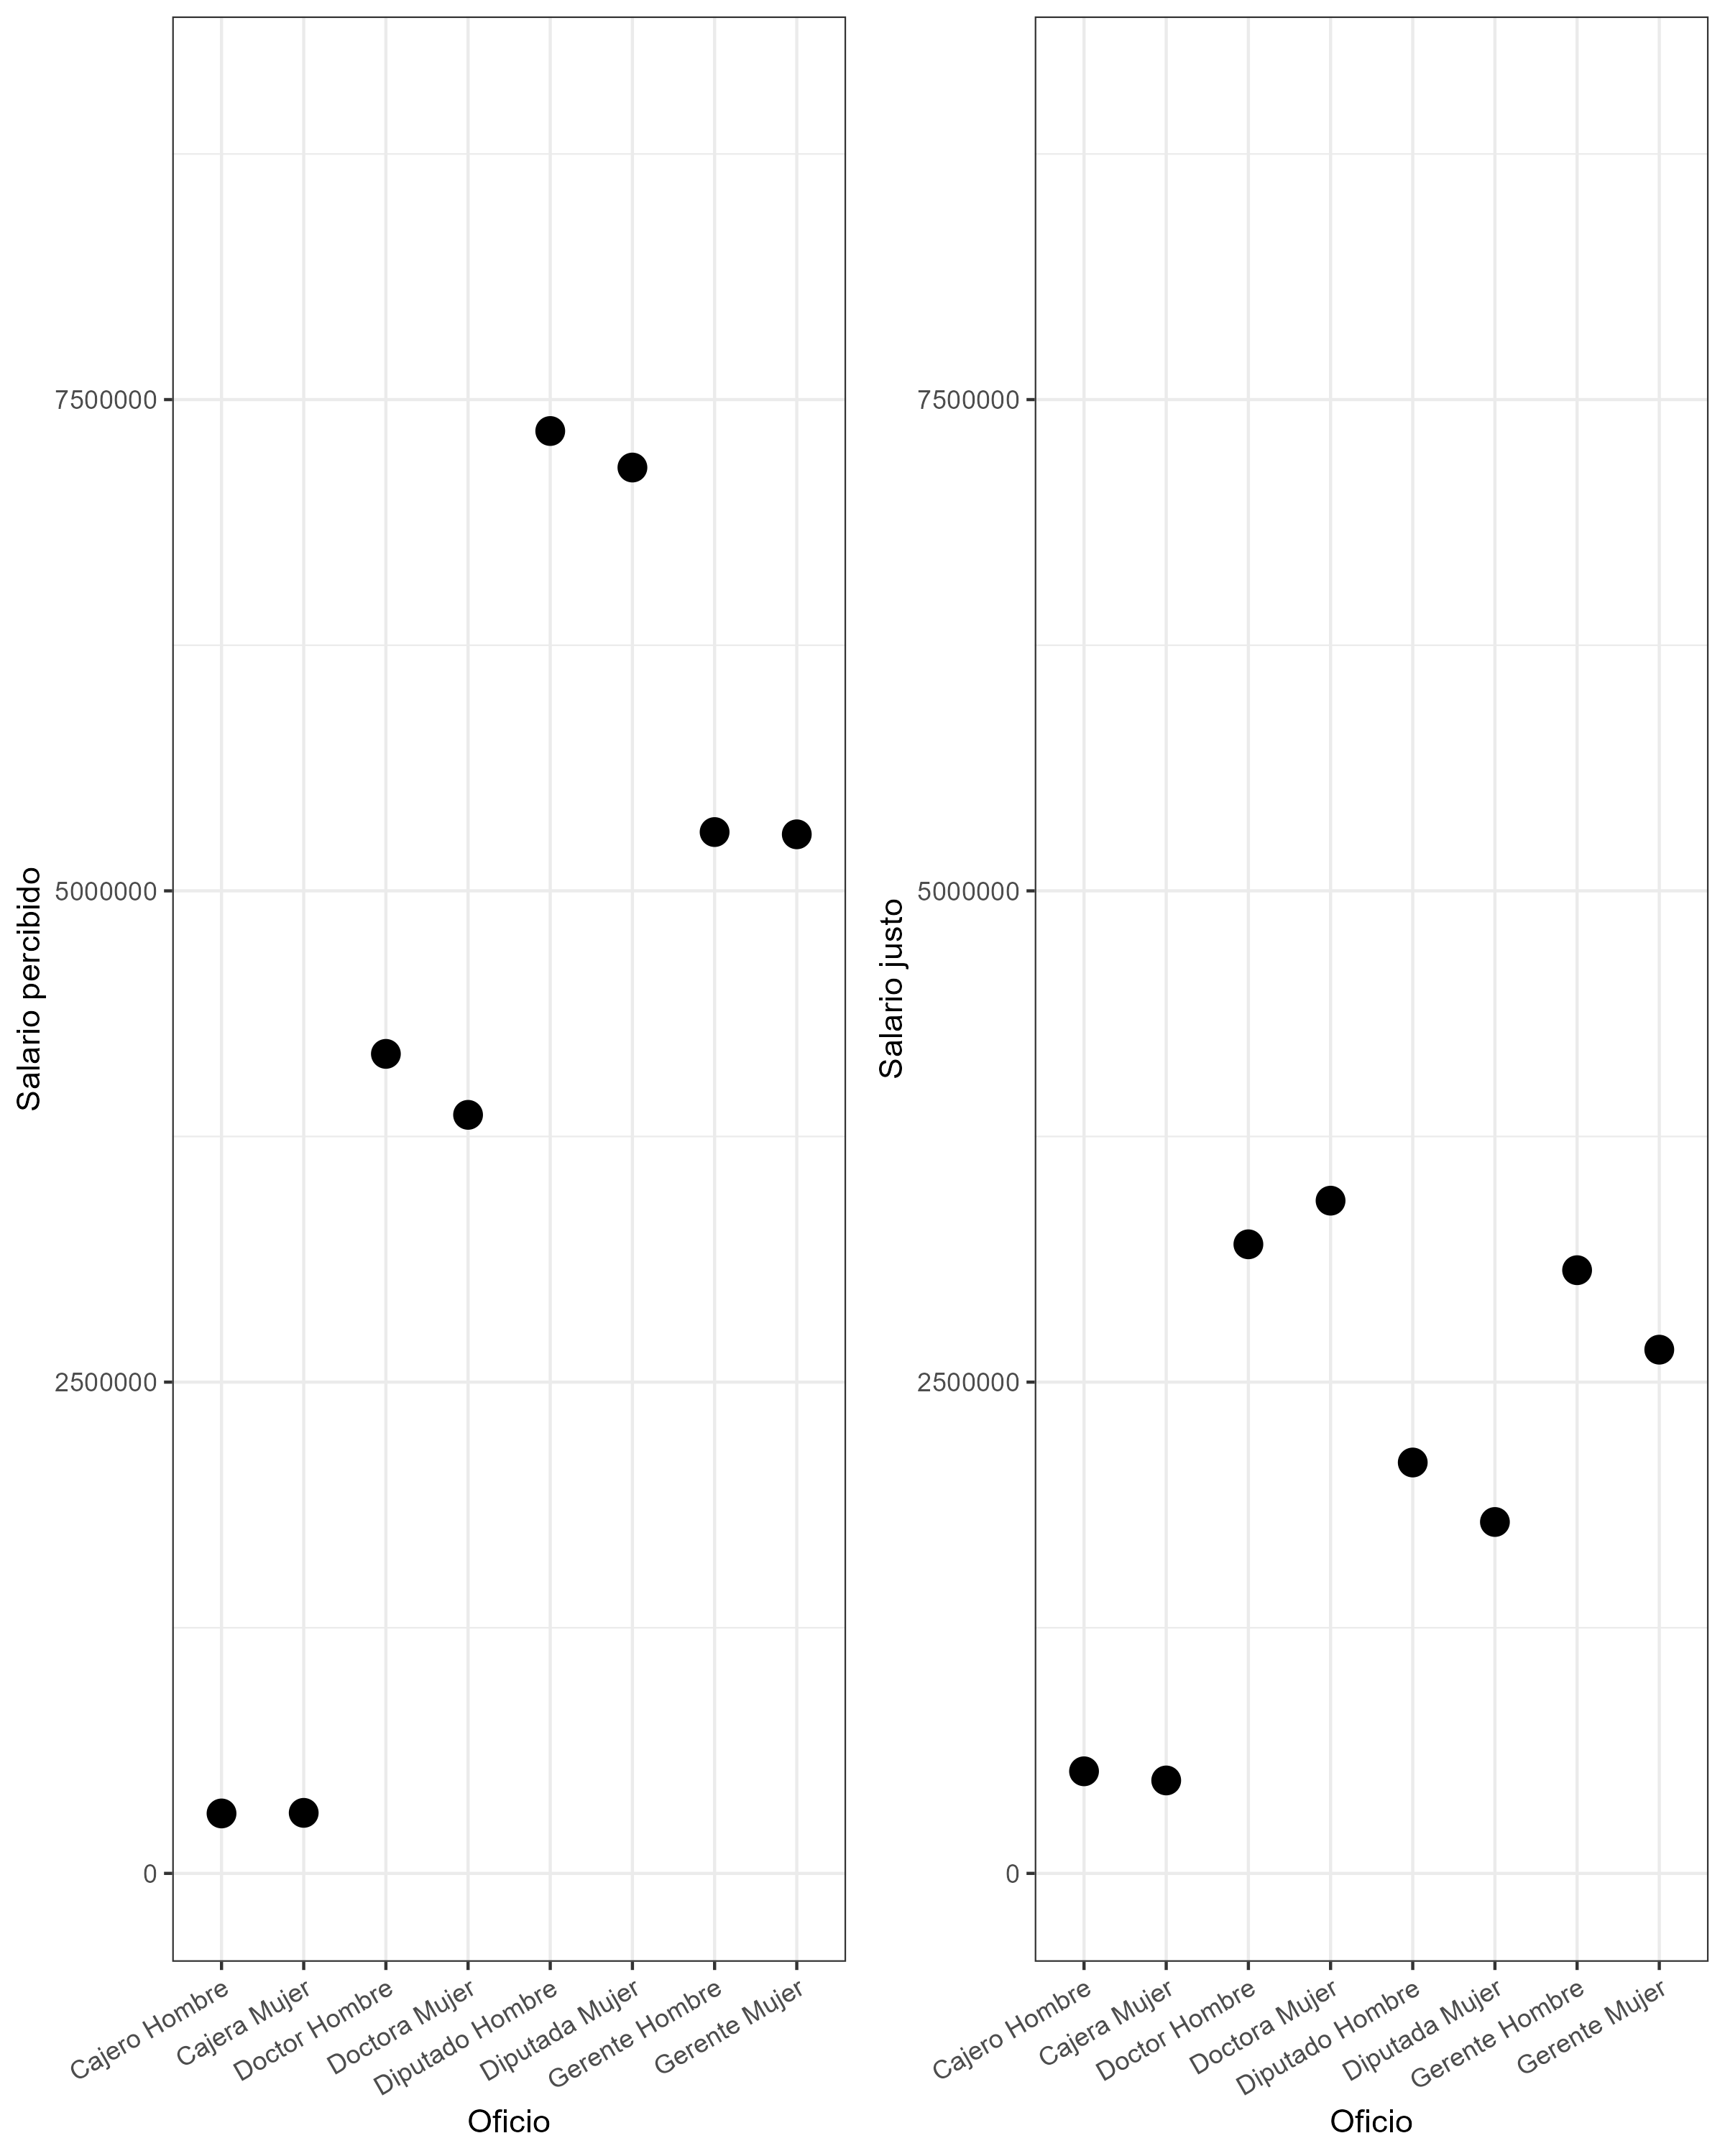 Salario percibido
7500000
5000000
2500000
0
Cajero Hombre
Cajera Mujer
Doctor Hombre
Doctora Mujer
Diputado Hombre
Diputada Mujer
Gerente Hombre
Gerente Mujer
Oficio
Salario justo
7500000
5000000
2500000
0
Cajero Hombre
Cajera Mujer
Doctor Hombre
Doctora Mujer
Diputado Hombre
Diputada Mujer
Gerente Hombre
Gerente Mujer
Oficio